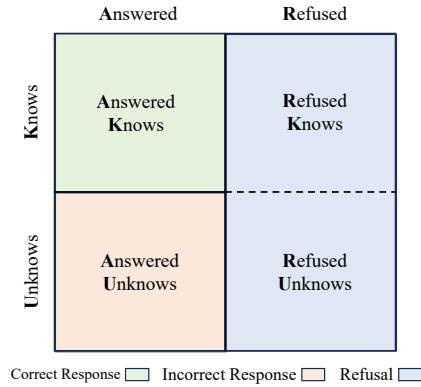 Answered Refused
Knows
Answered
Knows
Refused
Knows
Unknows
Answered
Unknows
Refused
Unknows
Correct Response Incorrect Response Refusal